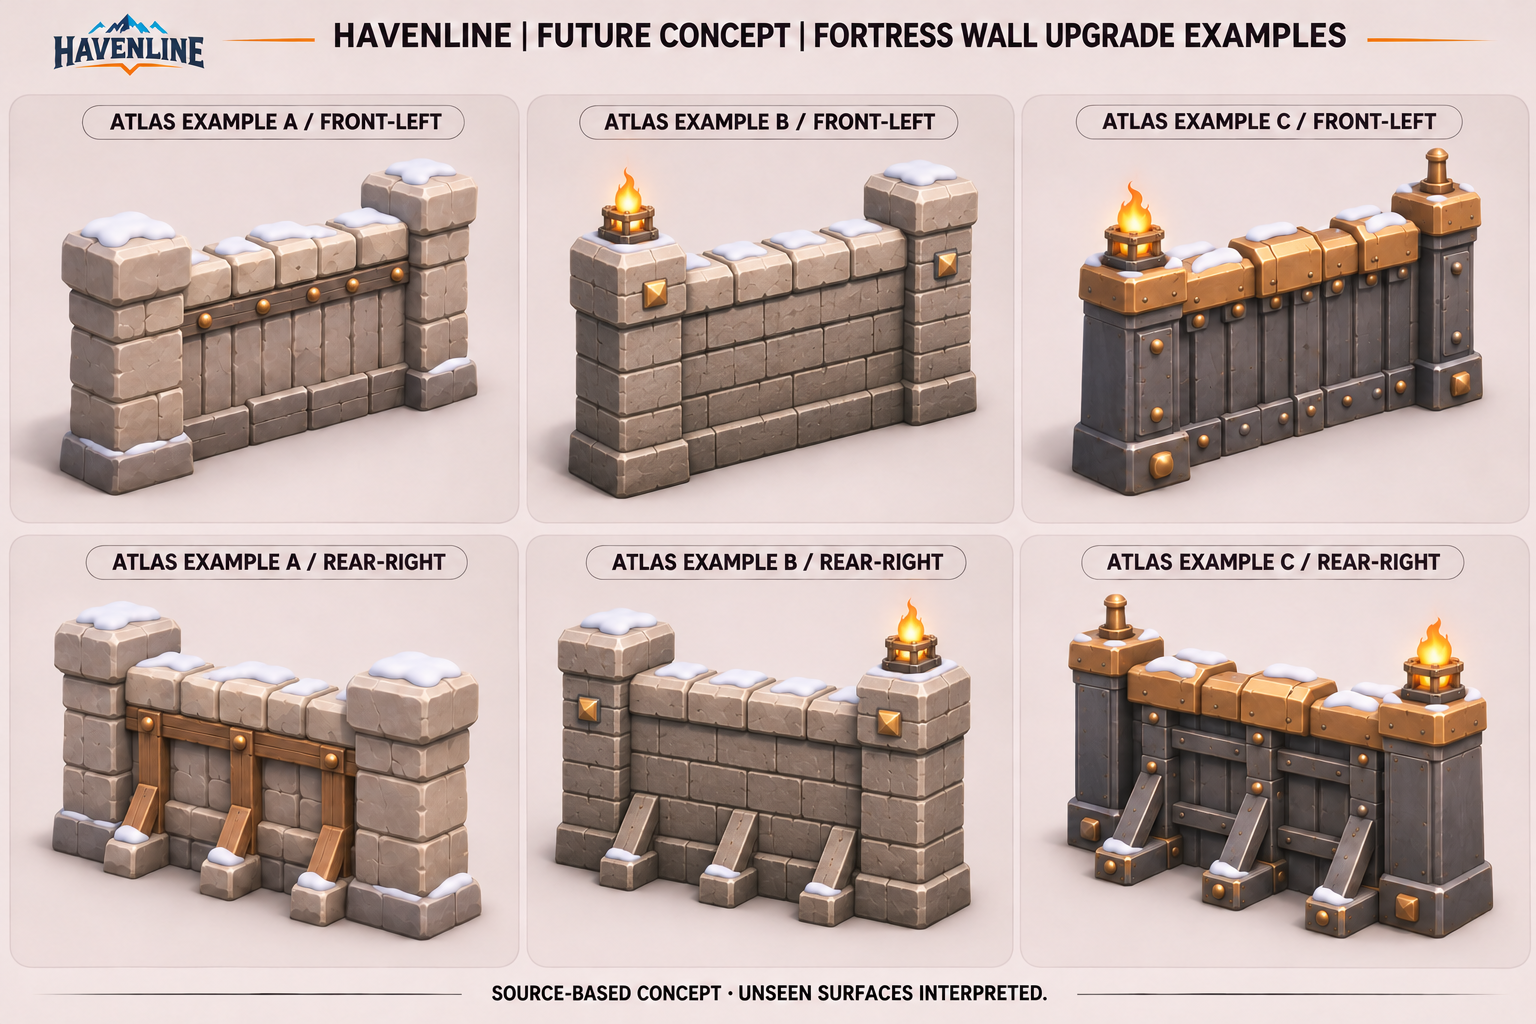 HAVENLINE
HAVENLINE | FUTURE CONCEPT | FORTRESS WALL UPGRADE EXAMPLES
ATLAS EXAMPLE A / FRONT-LEFT
ATLAS EXAMPLE B / FRONT-LEFT
ATLAS EXAMPLE C / FRONT-LEFT
ATLAS EXAMPLE A / REAR-RIGHT
ATLAS EXAMPLE B / REAR-RIGHT
ATLAS EXAMPLE C / REAR-RIGHT
SOURCE-BASED CONCEPT · UNSEEN SURFACES INTERPRETED.